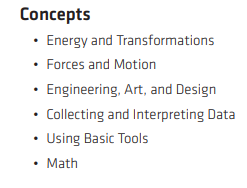 Concepts
• Energy and Transformations
• Forces and Motion
• Engineering, Art, and Design
• Collecting and Interpreting Data
• Using Basic Tools
• Math